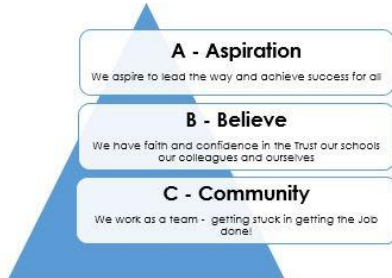 A - Aspiration
We aspire to lead the way and achieve success for all
B - Believe
We have faith and confidence in the Trust our schools
our colleagues and ourselves
C - Community
We work as a team - getting stuck in getting the Job
done!